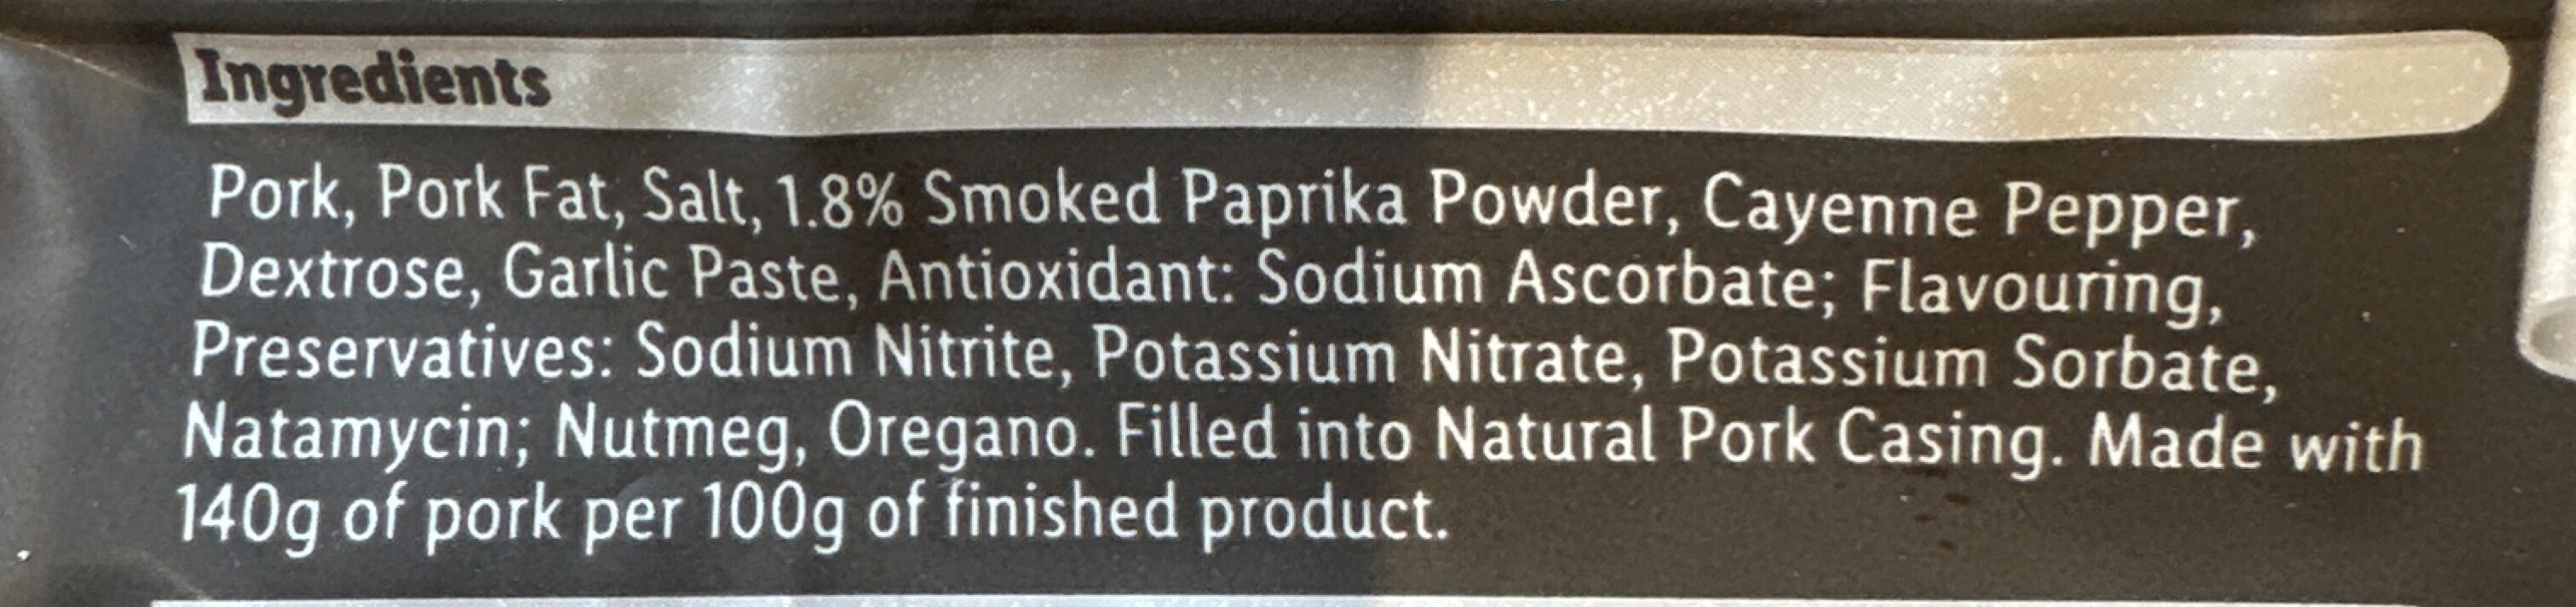 Ingredients
Pork, Pork Fat, Salt, 1.8% Smoked Paprika Powder, Cayenne Pepper,
Dextrose, Garlic Paste, Antioxidant: Sodium Ascorbate; Flavouring,
Preservatives: Sodium Nitrite, Potassium Nitrate, Potassium Sorbate,
Natamycin; Nutmeg, Oregano. Filled into Natural Pork Casing. Made with
140g of pork per 100g of finished product.